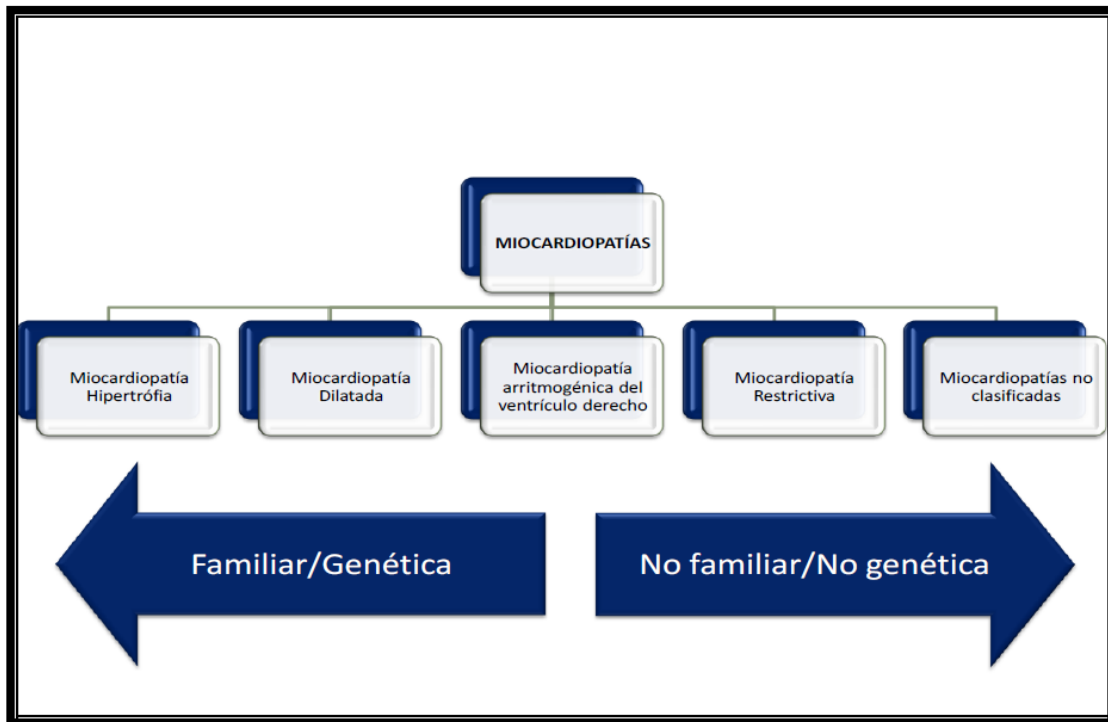 MIOCARDIOPATÍAS
Miocardiopatía
Hipertrófia
Miocardiopatía
Dilatada
Miocardiopatía
arritmogénica del
ventrículo derecho
Miocardiopatía
Restrictiva
Miocardiopatías no
clasificadas
Familiar/Genética
No familiar/No genética